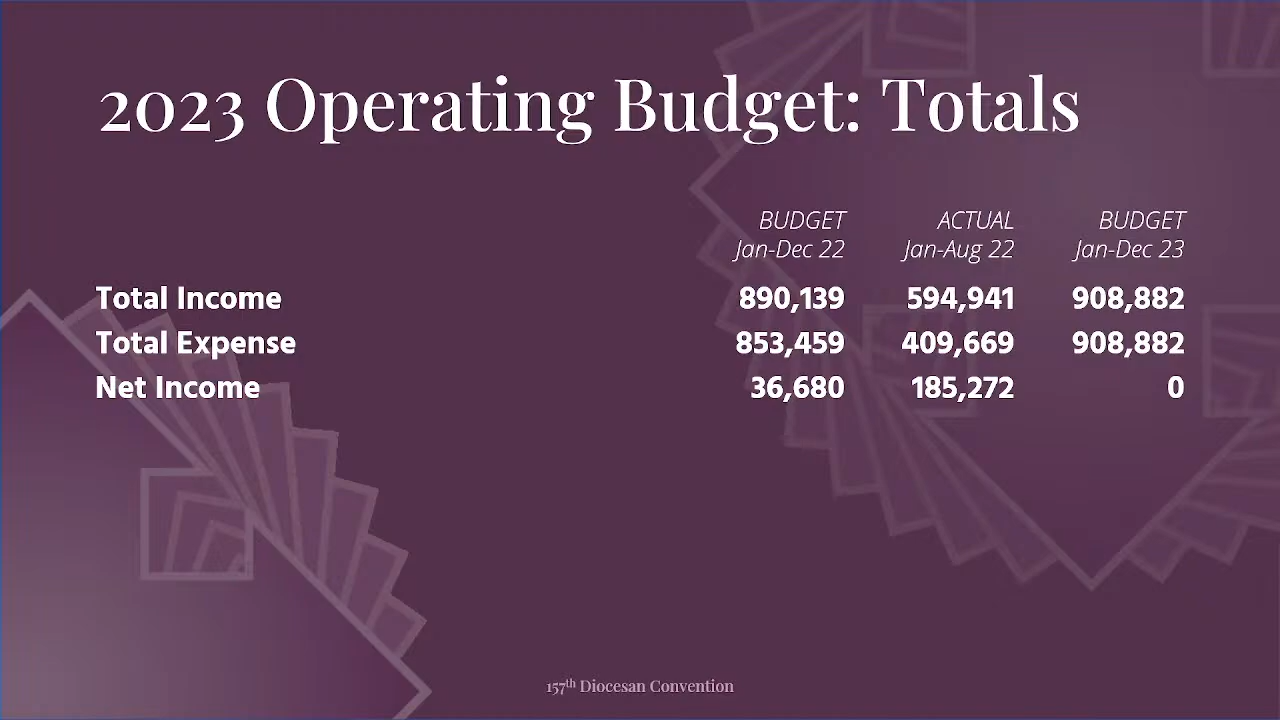 2023 Operating Budget: Totals
BUDGET ACTUAL BUDGET
Jan-Dec 22 Jan-Aug 22 Jan-Dec 23
Total Income 890,139 594,941 908,882
Total Expense 853,459 409,669 908,882
Net Income 36,680 185,272 0
157th Diocesan Convention